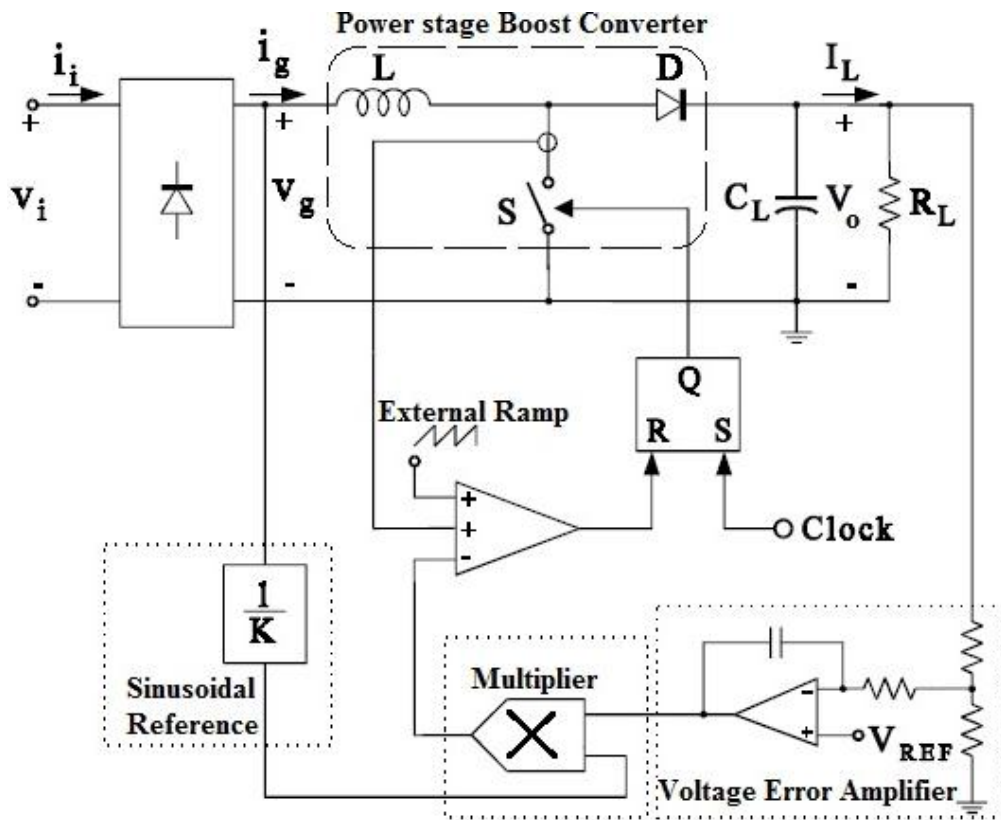 Power stage Boost Converter
i_i
i_g
L
D
I_L
+
+
+
v_i
v_g
S
C_L
V_o
R_L
-
-
-
Q
R S
External Ramp
+
+
-
Clock
1
K
Sinusoidal
Reference
Multiplier
-
+
V_REF
Voltage Error Amplifier